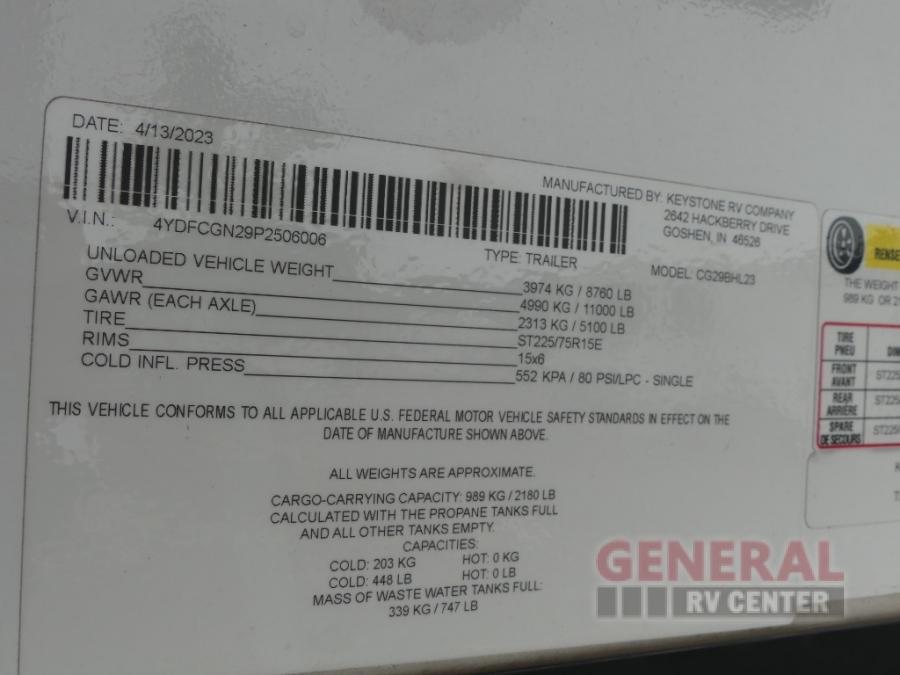 DATE: 4/13/2023
MANUFACTURED BY: KEYSTONE RV COMPANY
2642 HACKBERRY DRIVE
GOSHEN, IN 46526
V.I.N.: 4YDFCGN29P2506006
TYPE: TRAILER
MODEL: CG29BHL23
UNLOADED VEHICLE WEIGHT 3974 KG / 8760 LB
GVWR 4990 KG / 11000 LB
GAWR (EACH AXLE) 2313 KG / 5100 LB
TIRE ST225/75R15E
RIMS 15x6
COLD INFL. PRESS 552 KPA / 80 PSI/LPC - SINGLE
THIS VEHICLE CONFORMS TO ALL APPLICABLE U.S. FEDERAL MOTOR VEHICLE SAFETY STANDARDS IN EFFECT ON THE
DATE OF MANUFACTURE SHOWN ABOVE.
ALL WEIGHTS ARE APPROXIMATE.
CARGO-CARRYING CAPACITY: 989 KG / 2180 LB
CALCULATED WITH THE PROPANE TANKS FULL
AND ALL OTHER TANKS EMPTY.
CAPACITIES:
COLD: 203 KG HOT: 0 KG
COLD: 448 LB HOT: 0 LB
MASS OF WASTE WATER TANKS FULL:
339 KG / 747 LB
THE WEIGHT
989 KG OR
TIRE
PNEU
FRONT
AVANT
REAR
ARRIÈRE
SPARE
DE SECOURS
GENERAL
RV CENTER